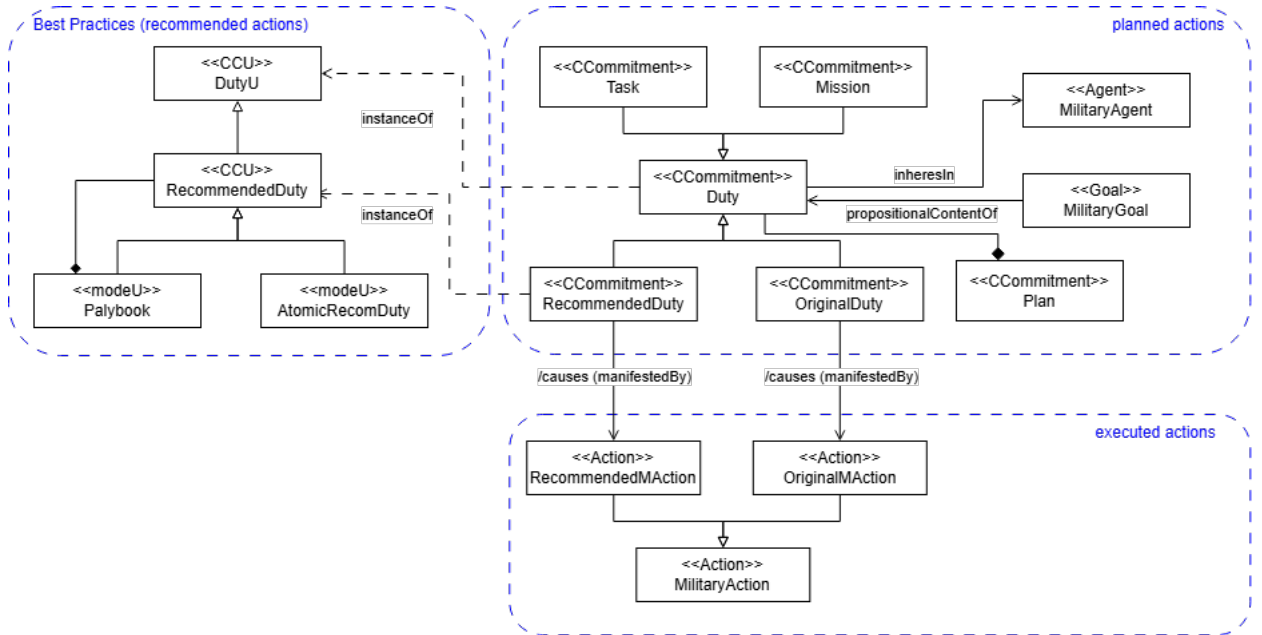 Best Practices (recommended actions)
<<CCU>>
DutyU
instanceOf
<<CCU>>
RecommendedDuty
instanceOf
<<modeU>>
Palybook
<<modeU>>
AtomicRecomDuty
planned actions
<<CCommitment>>
Task
<<CCommitment>>
Mission
<<Agent>>
MilitaryAgent
<<CCommitment>>
Duty
inheresIn
<<Goal>>
MilitaryGoal
propositionalContentOf
<<CCommitment>>
RecommendedDuty
<<CCommitment>>
OriginalDuty
<<CCommitment>>
Plan
/causes (manifestedBy)
/causes (manifestedBy)
executed actions
<<Action>>
RecommendedMAction
<<Action>>
OriginalMAction
<<Action>>
MilitaryAction